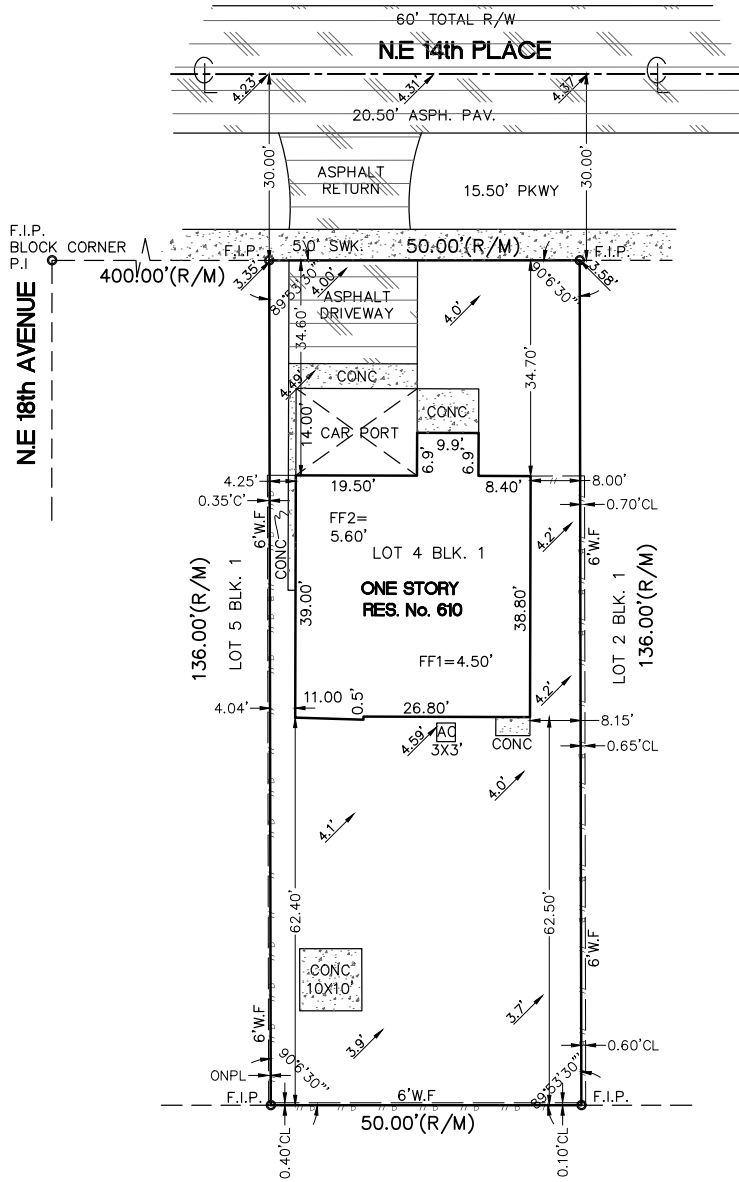 60' TOTAL R/W
N.E 14th PLACE
4.23'
4.31'
4.37'
20.50' ASPH. PAV.
30.00'
30.00'
ASPHALT
RETURN
15.50' PKWY
F.I.P.
BLOCK CORNER
P.I
F.I.P.
5.0' SWK.
50.00'(R/M)
F.I.P.
400.00'(R/M)
3.35'
89°53'30"
4.00'
90°6'30"
3.58'
ASPHALT
DRIVEWAY
4.0'
N.E 18th AVENUE
34.60'
34.70'
4.49'
CONC
CONC
14.00'
CAR PORT
9.9'
6.9'
6.9'
4.25'
19.50'
8.40'
8.00'
0.35'C'
0.70'CL
6'W.F
FF2=
5.60'
4.2'
6'W.F
CONC
LOT 4 BLK. 1
136.00'(R/M)
LOT 5 BLK. 1
39.00'
ONE STORY
RES. No. 610
38.80'
LOT 2 BLK. 1
136.00'(R/M)
FF1=4.50'
4.2'
4.04'
11.00
0.5'
26.80'
8.15'
4.59'
AC
3X3'
CONC
0.65'CL
4.0'
4.1'
62.40'
62.50'
6'W.F
CONC
10X10'
3.7'
6'W.F
3.9'
0.60'CL
ONPL
90°6'30"
89°53'30"
F.I.P.
6'W.F
F.I.P.
50.00'(R/M)
0.40'CL
0.10'CL